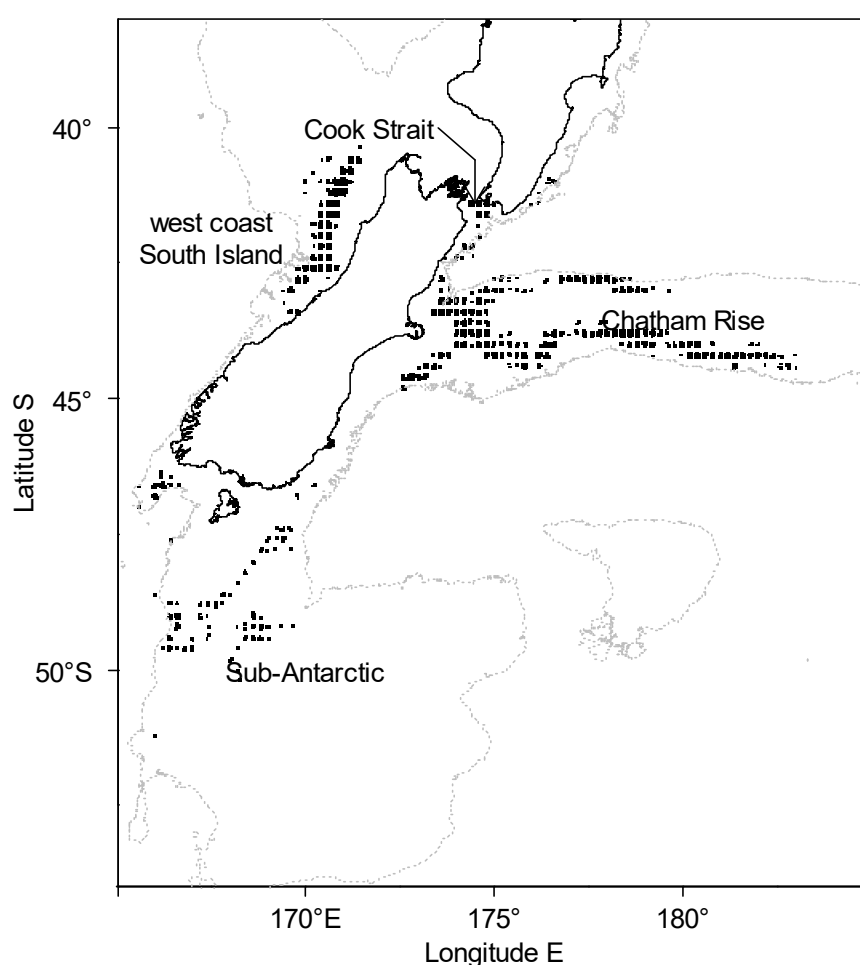 40°
Cook Strait
west coast
South Island
Chatham Rise
45°
Latitude S
50°S
Sub-Antarctic
170°E
175°
180°
Longitude E